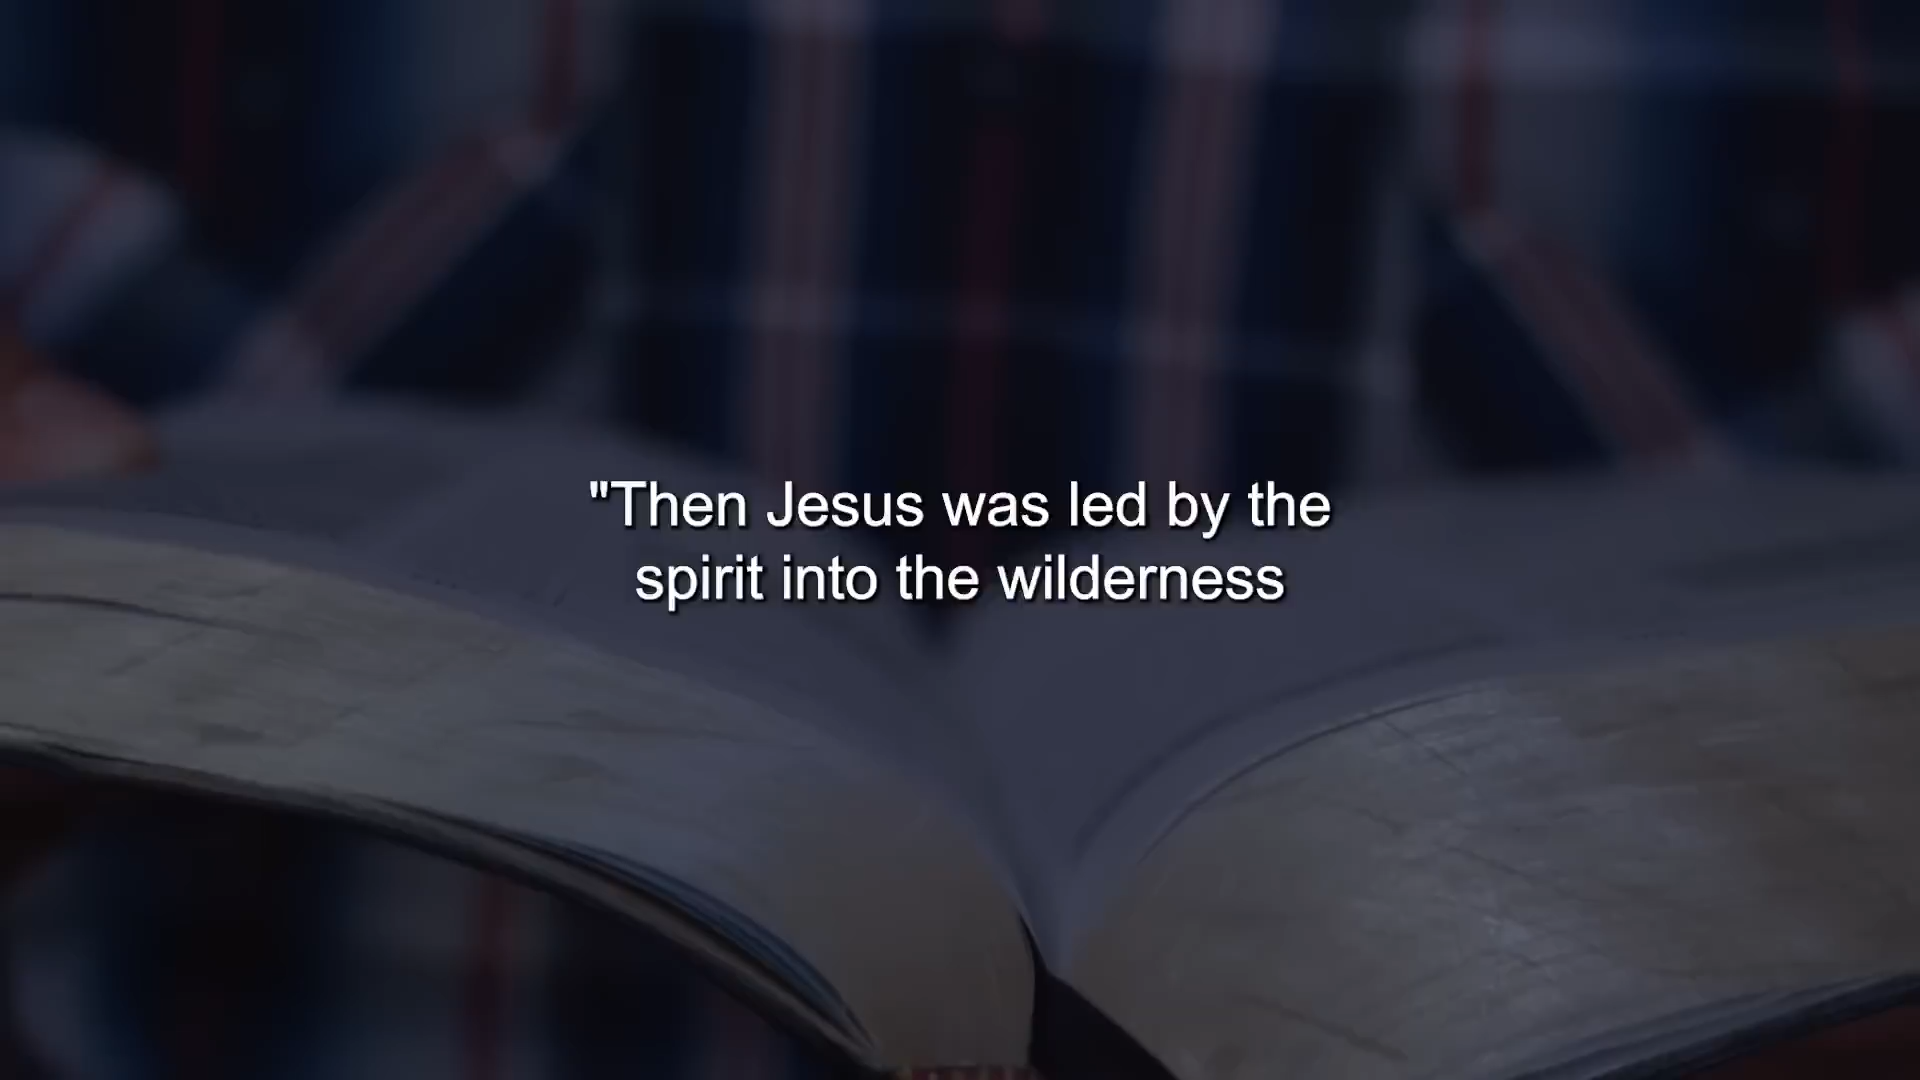 "Then Jesus was led by the
spirit into the wilderness